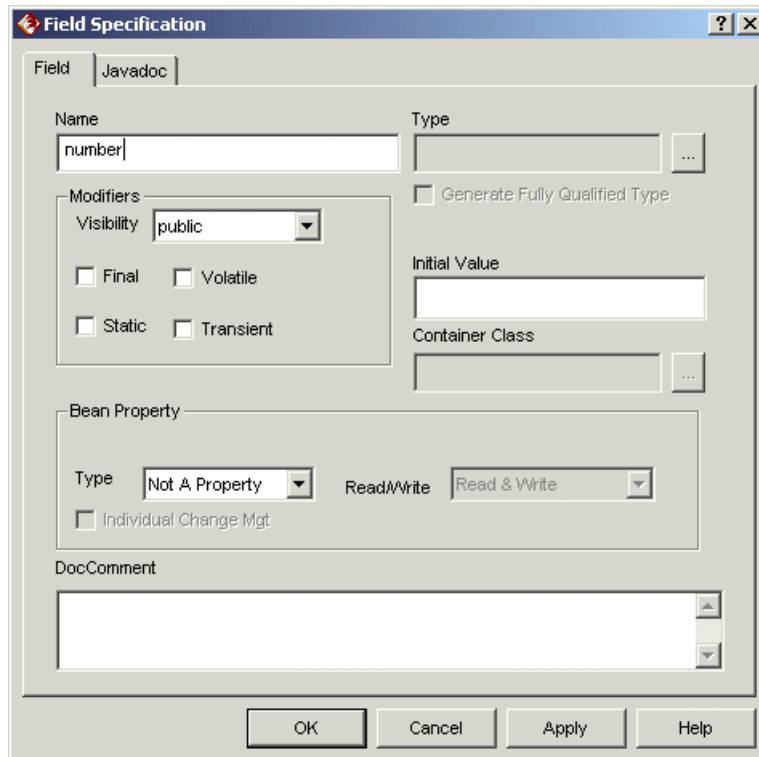 Field Specification
Field Javadoc
Name Type
number ...
Modifiers
Generate Fully Qualified Type
Visibility public
Final Volatile
Initial Value
Static Transient
Container Class
...
Bean Property
Type Not A Property Read/Write Read & Write
Individual Change Mgt
DocComment
OK Cancel Apply Help